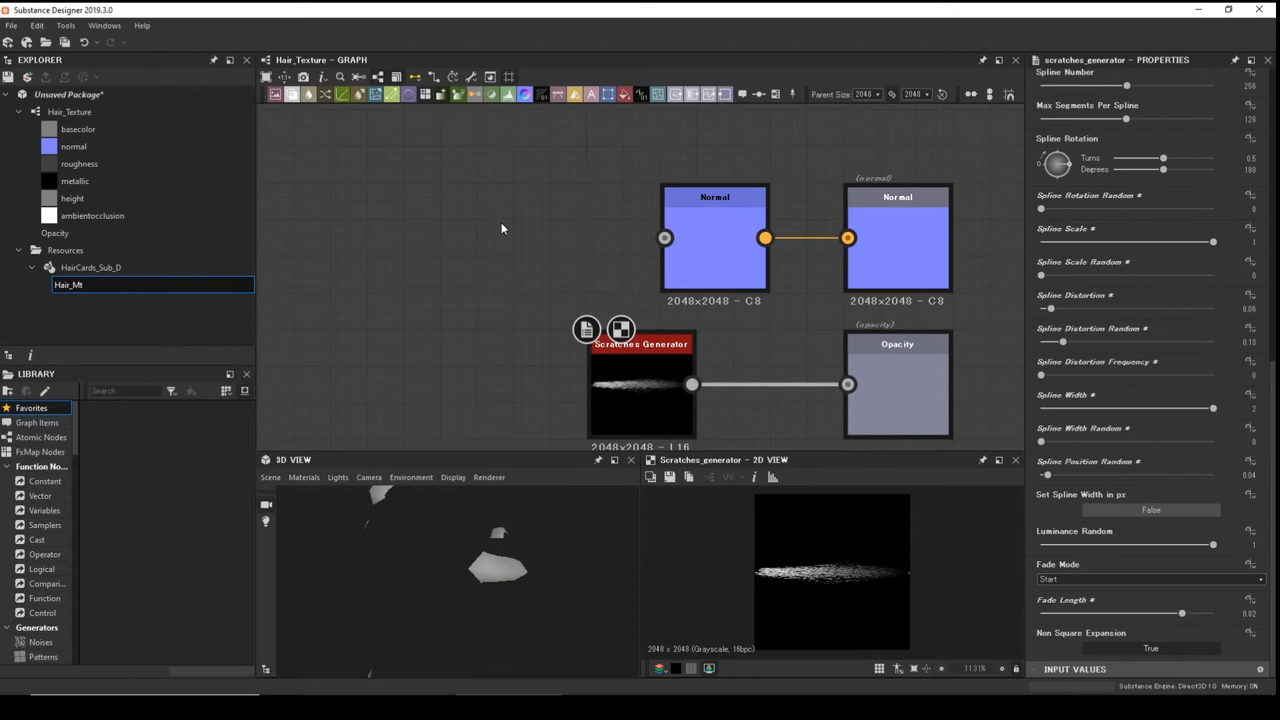 Substance Designer 2019.3.0
File Edit Tools Windows Help
EXPLORER
Unsaved Package*
Hair_Texture
basecolor
normal
roughness
metallic
height
ambientocclusion
Opacity
Resources
HairCards_Sub_D
Hair_Mt
LIBRARY
Search
Favorites
Graph Items
Atomic Nodes
FxMap Nodes
Function No...
Constant
Vector
Variables
Samplers
Cast
Operator
Logical
Compari...
Function
Control
Generators
Noises
Patterns
Hair_Texture - GRAPH
Parent Size: 2048 2048
(normal)
Normal
Normal
2048x2048 - C8
2048x2048 - C8
(opacity)
Scratches Generator
Opacity
2048x2048 - L16
3D VIEW
Scene Materials Lights Camera Environment Display Renderer
Scratches_generator - 2D VIEW
UV
2048 x 2048 (Grayscale, 16bpc)
11.31%
scratches_generator - PROPERTIES
Spline Number
256
Max Segments Per Spline
128
Spline Rotation
Turns 0.5
Degrees 180
Spline Rotation Random *
0
Spline Scale *
1
Spline Scale Random *
0
Spline Distortion *
0.06
Spline Distortion Random *
0.13
Spline Distortion Frequency *
0
Spline Width *
2
Spline Width Random *
0
Spline Position Random *
0.04
Set Spline Width in px
False
Luminance Random
1
Fade Mode
Start
Fade Length *
0.82
Non Square Expansion
True
INPUT VALUES
Substance Engine: Direct3D 10 Memory: 0%